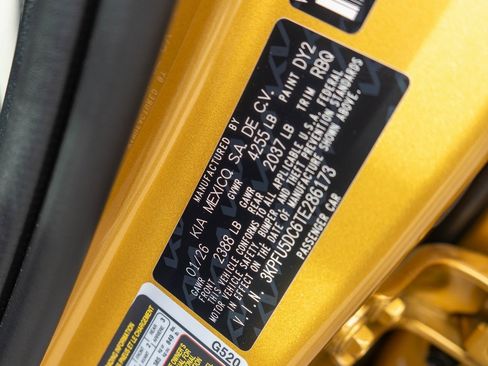 MANUFACTURED BY
01/26 KIA MEXICO, S.A. DE C.V.
GVWR 4255 LB PAINT DY2
GAWR FRONT 2388 LB GAWR REAR 2037 LB TRIM RBQ
THIS VEHICLE CONFORMS TO ALL APPLICABLE U.S.A. FEDERAL
MOTOR VEHICLE SAFETY, BUMPER, AND THEFT PREVENTION STANDARDS
IN EFFECT ON THE DATE OF MANUFACTURE SHOWN ABOVE.
V.I.N. 3KPFU5DC6TE286173
PASSENGER CAR
G520